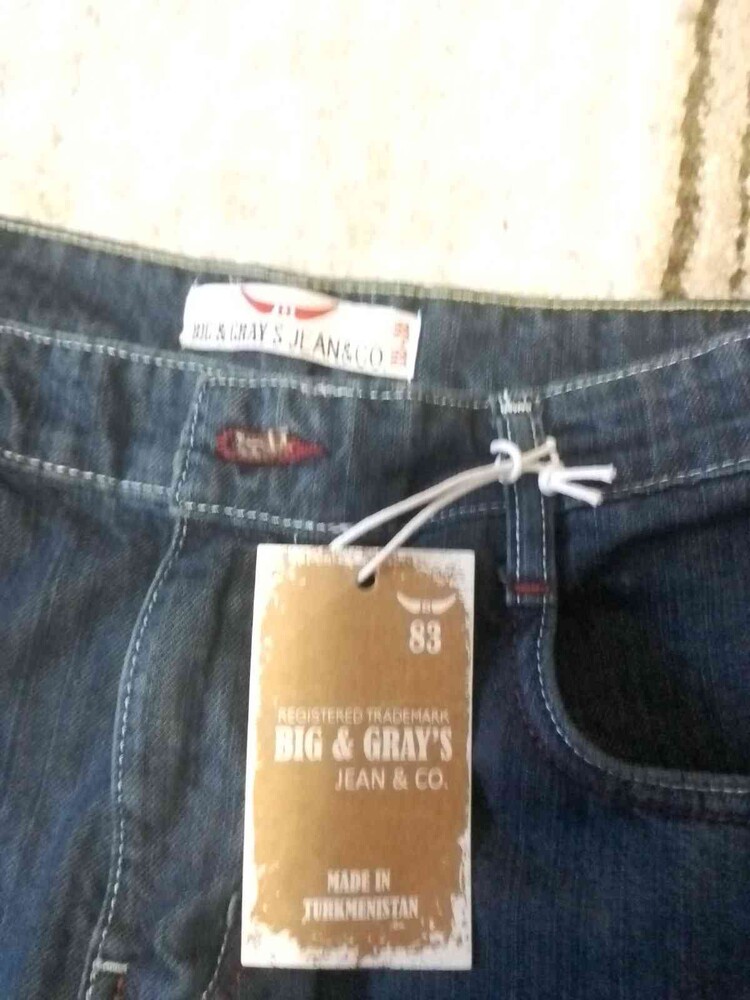 BIG & GRAY'S JEAN&CO
83
REGISTERED TRADEMARK
BIG & GRAY'S
JEAN & CO.
MADE IN
TURKMENISTAN